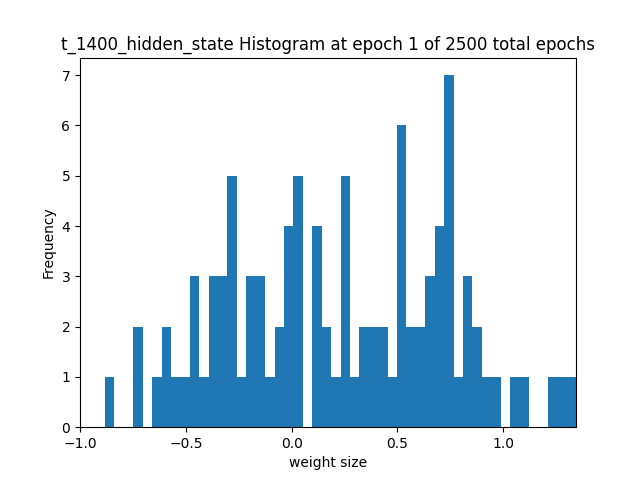 t_1400_hidden_state Histogram at epoch 1 of 2500 total epochs
7
6
5
4
3
2
1
0
Frequency
−1.0 −0.5 0.0 0.5 1.0
weight size